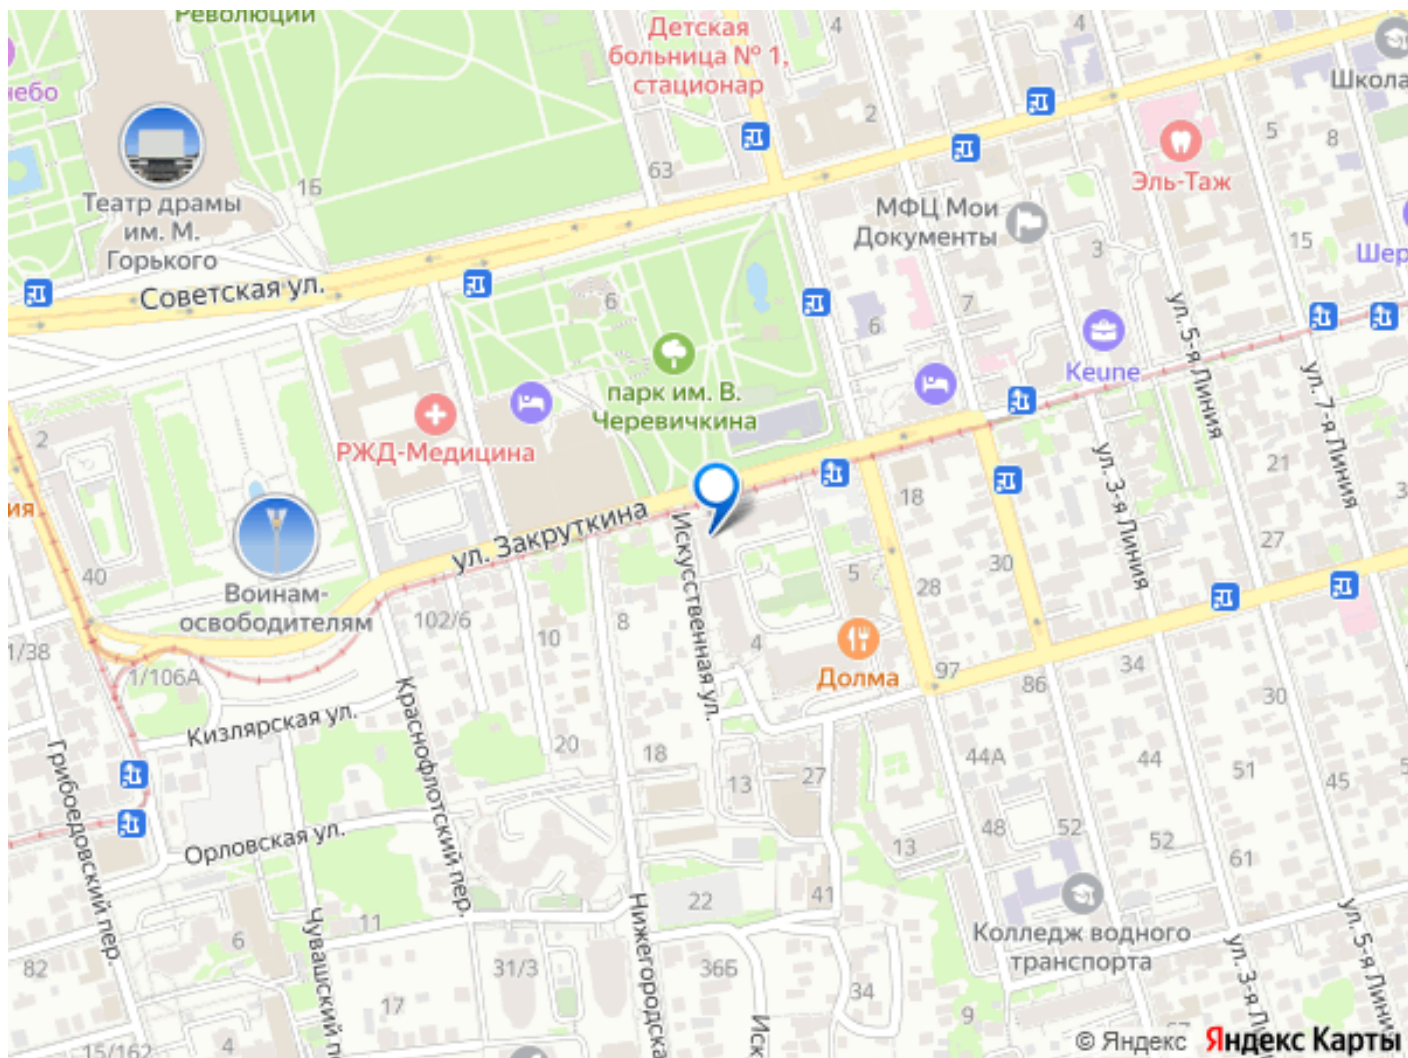 Революции
Детская
больница № 1,
стационар
4
4
Школа
небо
2
5
8
63
16
Эль-Таж
Театр драмы
им. М.
Горького
МФЦ Мои
Документы
3
15
Шер
Советская ул.
6
7
6
ул. 5-я Линия
Keune
парк им. В.
Черевичкина
ул. 7-я Линия
2
РЖД-Медицина
ул. 3-я Линия
21
18
3
ия
ул. Закруткина
Искусственная ул.
27
30
40
5
28
Воинам-
освободителям
102/6
8
10
4
1/38
1/106А
Долма
97
34
86
30
Краснофлотский пер.
Кизлярская ул.
20
18
44А
44
51
45
5
13
27
Грибоедовский пер.
Орловская ул.
48
52
52
13
61
22
41
11
Нижегородска
ул. 5-я Линия
6
Чувашский п
Колледж водного
транспорта
ул. 3-я Л
82
31/3
36Б
17
34
9
Иск
15/162
4
© Яндекс
Яндекс Карты